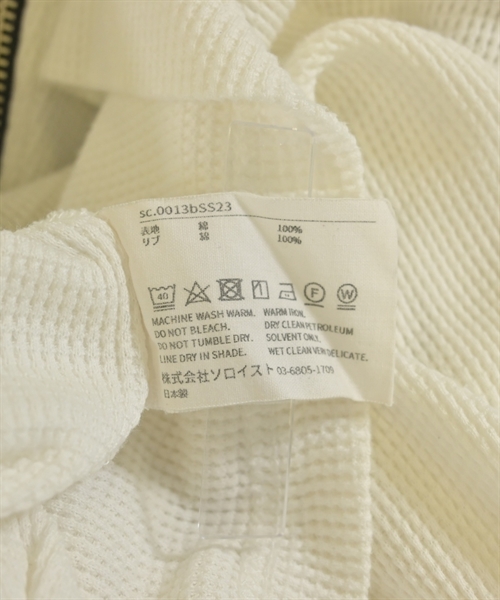 sc.0013bSS23
表地 綿 100%
リブ 綿 100%
40 F W
MACHINE WASH WARM. WARM IRON.
DO NOT BLEACH. DRY CLEAN PETROLEUM
DO NOT TUMBLE DRY. SOLVENT ONLY.
LINE DRY IN SHADE. WET CLEAN VERY DELICATE.
株式会社ソロイスト 03-6805-1709
日本製